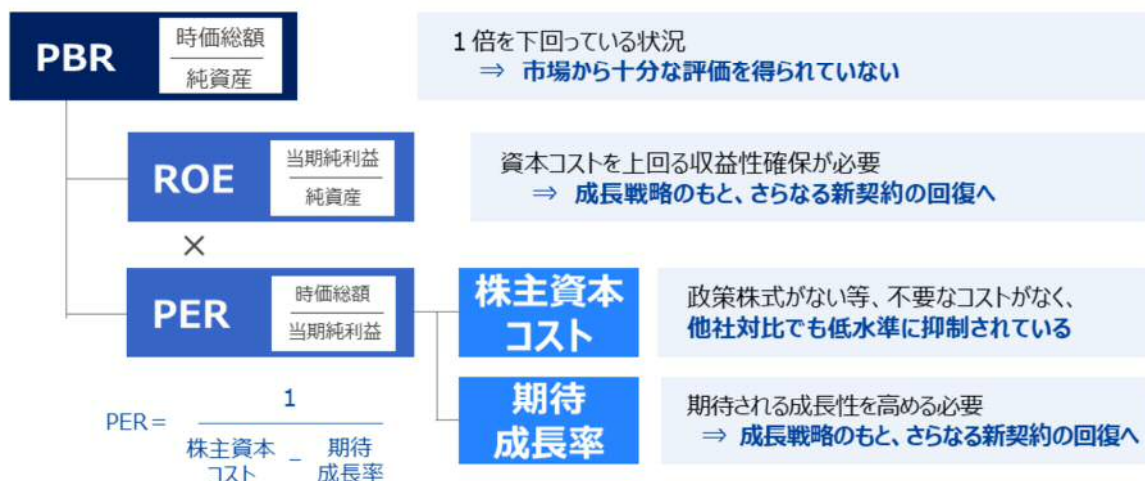 PBR
時価総額
純資産
1倍を下回っている状況
⇒ 市場から十分な評価を得られていない
ROE
当期純利益
純資産
資本コストを上回る収益性確保が必要
⇒ 成長戦略のもと、さらなる新契約の回復へ
×
PER
時価総額
当期純利益
株主資本
コスト
政策株式がない等、不要なコストがなく、
他社対比でも低水準に抑制されている
期待
成長率
期待される成長性を高める必要
⇒ 成長戦略のもと、さらなる新契約の回復へ
PER＝
1
株主資本
コスト
－
期待
成長率